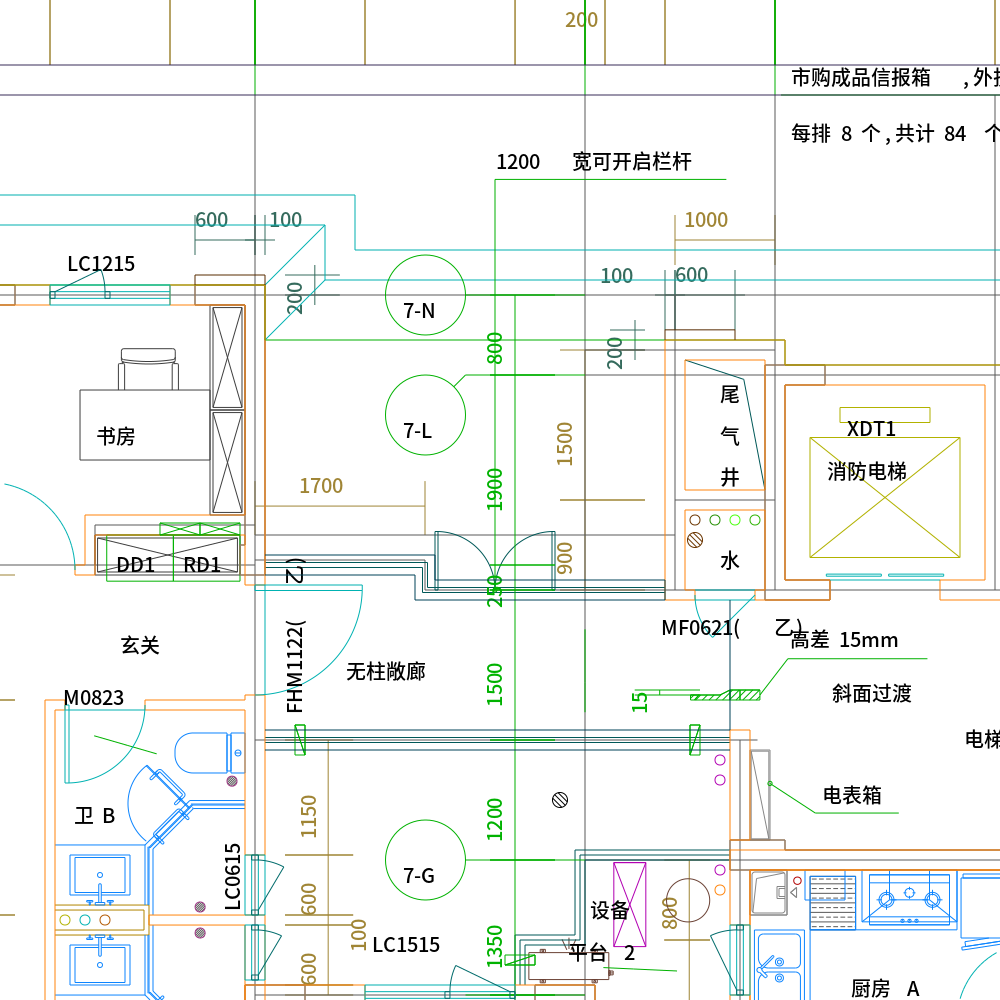 200
市购成品信报箱 ,外
每排 8 个,共计 84 个
1200 宽可开启栏杆
600 100
1000
LC1215
100 600
200
7-N
800
200
尾
气
井
XDT1
书房
7-L
1500
消防电梯
1700
1900
水
DD1 RD1
(乙)
900
250
FHM1122(
MF0621( 乙)
高差 15mm
玄关
无柱敞廊
1500
M0823
15
斜面过渡
电梯
1150
1200
电表箱
卫 B
LC0615
7-G
600
设备
800
100
LC1515
1350
平台 2
600
厨房 A